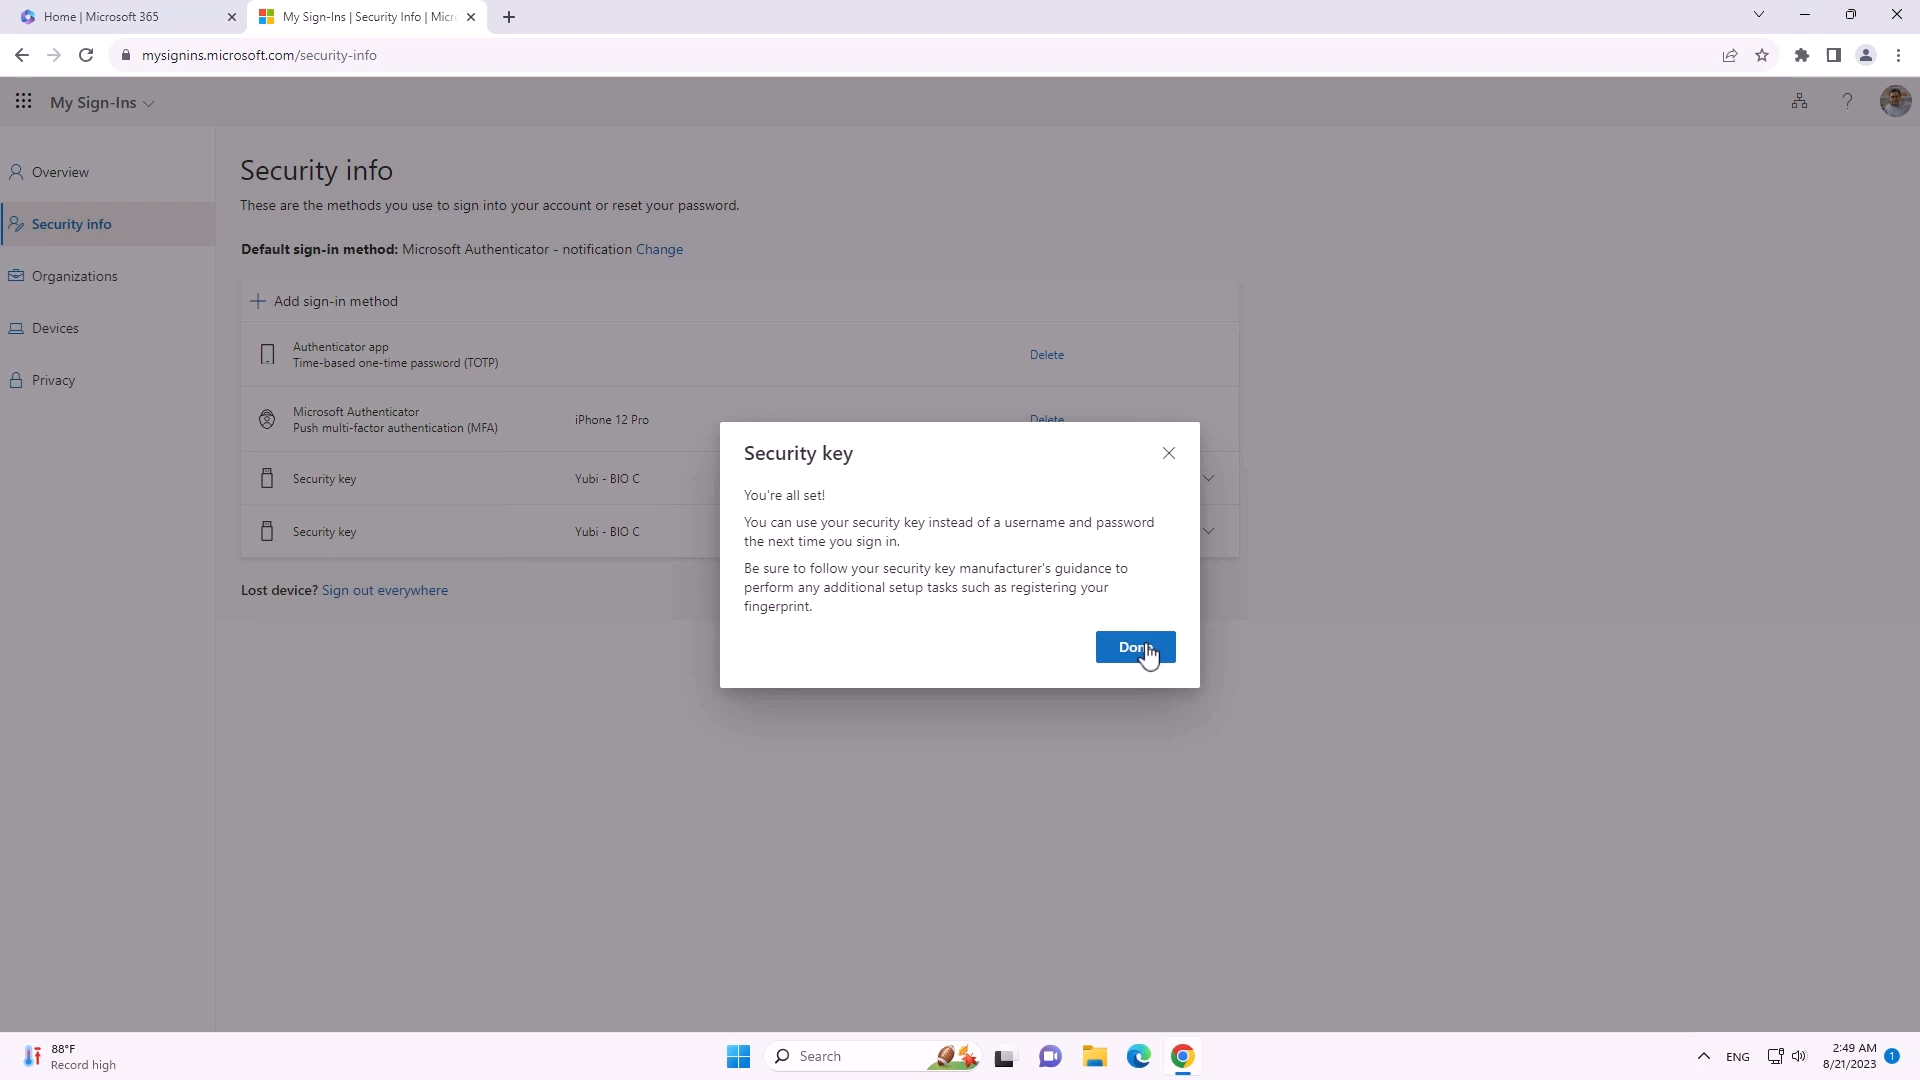 Home | Microsoft 365
My Sign-Ins | Security Info | Micr
mysignins.microsoft.com/security-info
My Sign-Ins
Overview
Security info
Organizations
Devices
Privacy
Security info
These are the methods you use to sign into your account or reset your password.
Default sign-in method: Microsoft Authenticator - notification Change
Add sign-in method
Authenticator app
Time-based one-time password (TOTP)
Delete
Microsoft Authenticator
Push multi-factor authentication (MFA)
iPhone 12 Pro
Delete
Security key
Yubi - BIO C
Security key
Yubi - BIO C
Lost device? Sign out everywhere
Security key
You're all set!
You can use your security key instead of a username and password
the next time you sign in.
Be sure to follow your security key manufacturer's guidance to
perform any additional setup tasks such as registering your
fingerprint.
Done
88°F
Record high
Search
ENG
2:49 AM
8/21/2023
1